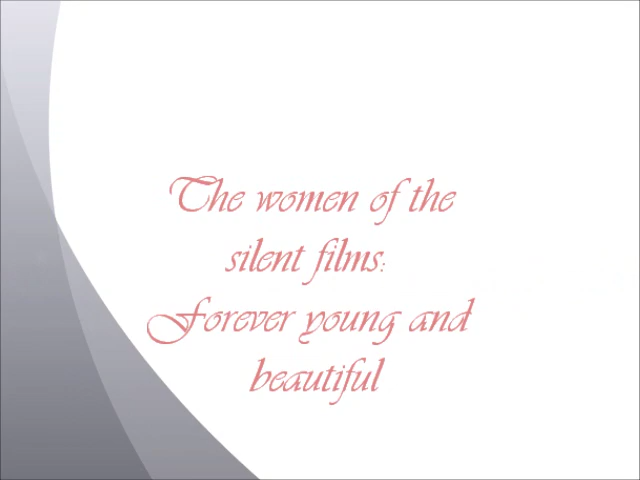 The women of the
silent films:
Forever young and
beautiful